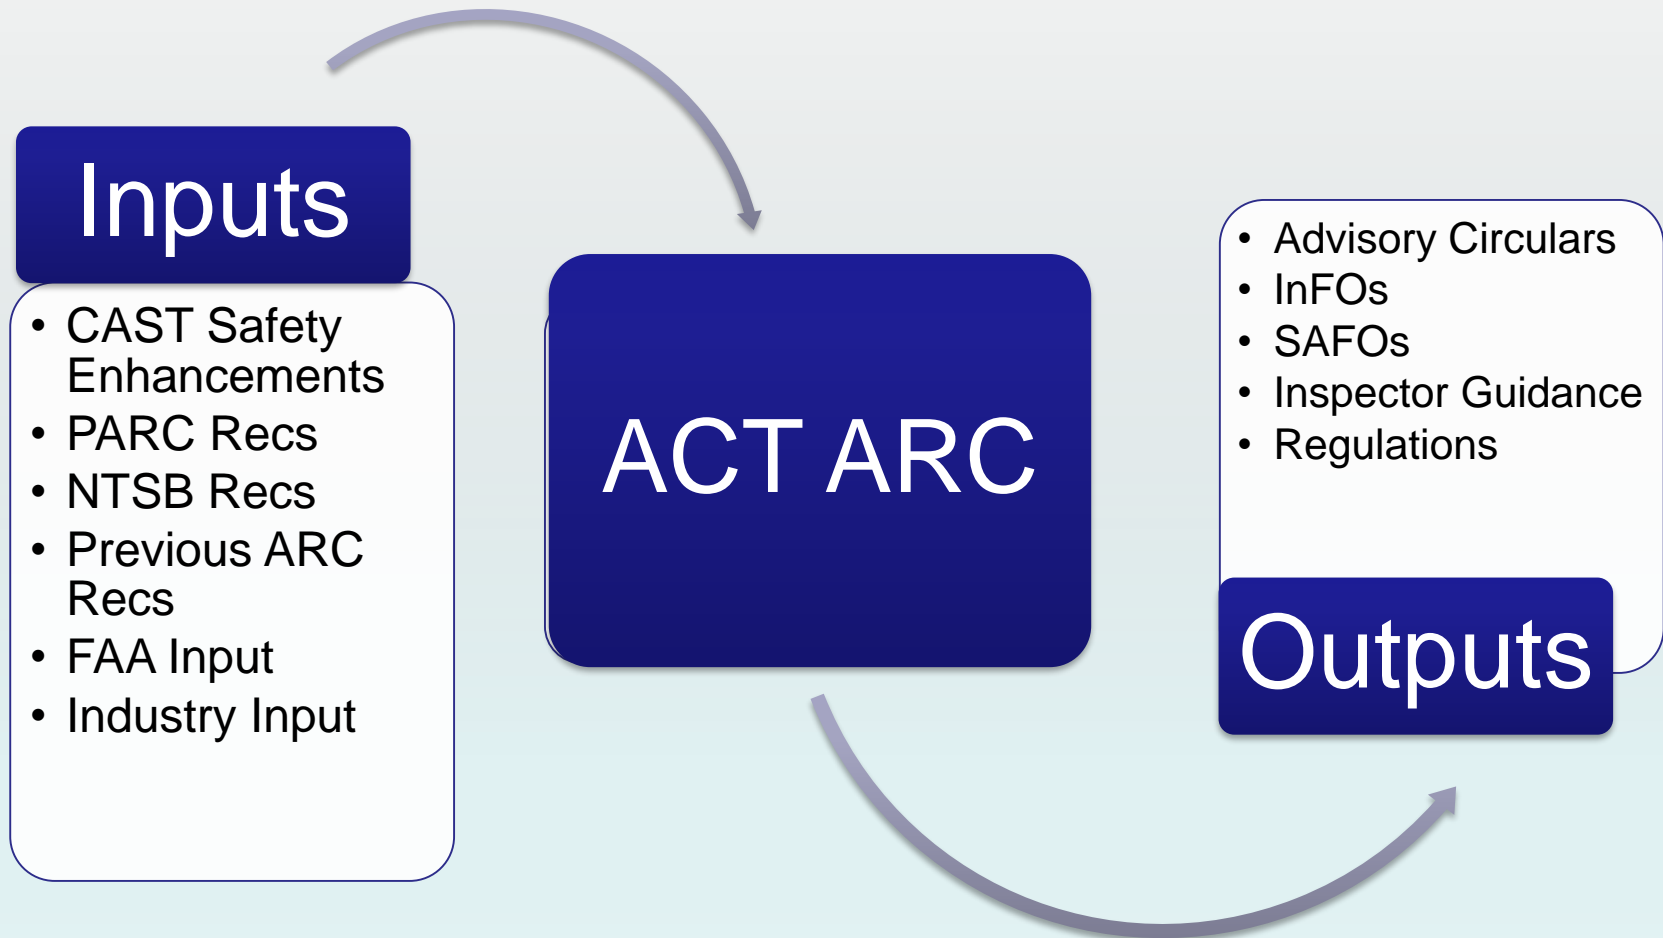 Inputs
• CAST Safety
Enhancements
• PARC Recs
• NTSB Recs
• Previous ARC
Recs
• FAA Input
• Industry Input
ACT ARC
• Advisory Circulars
• InFOs
• SAFOs
• Inspector Guidance
• Regulations
Outputs